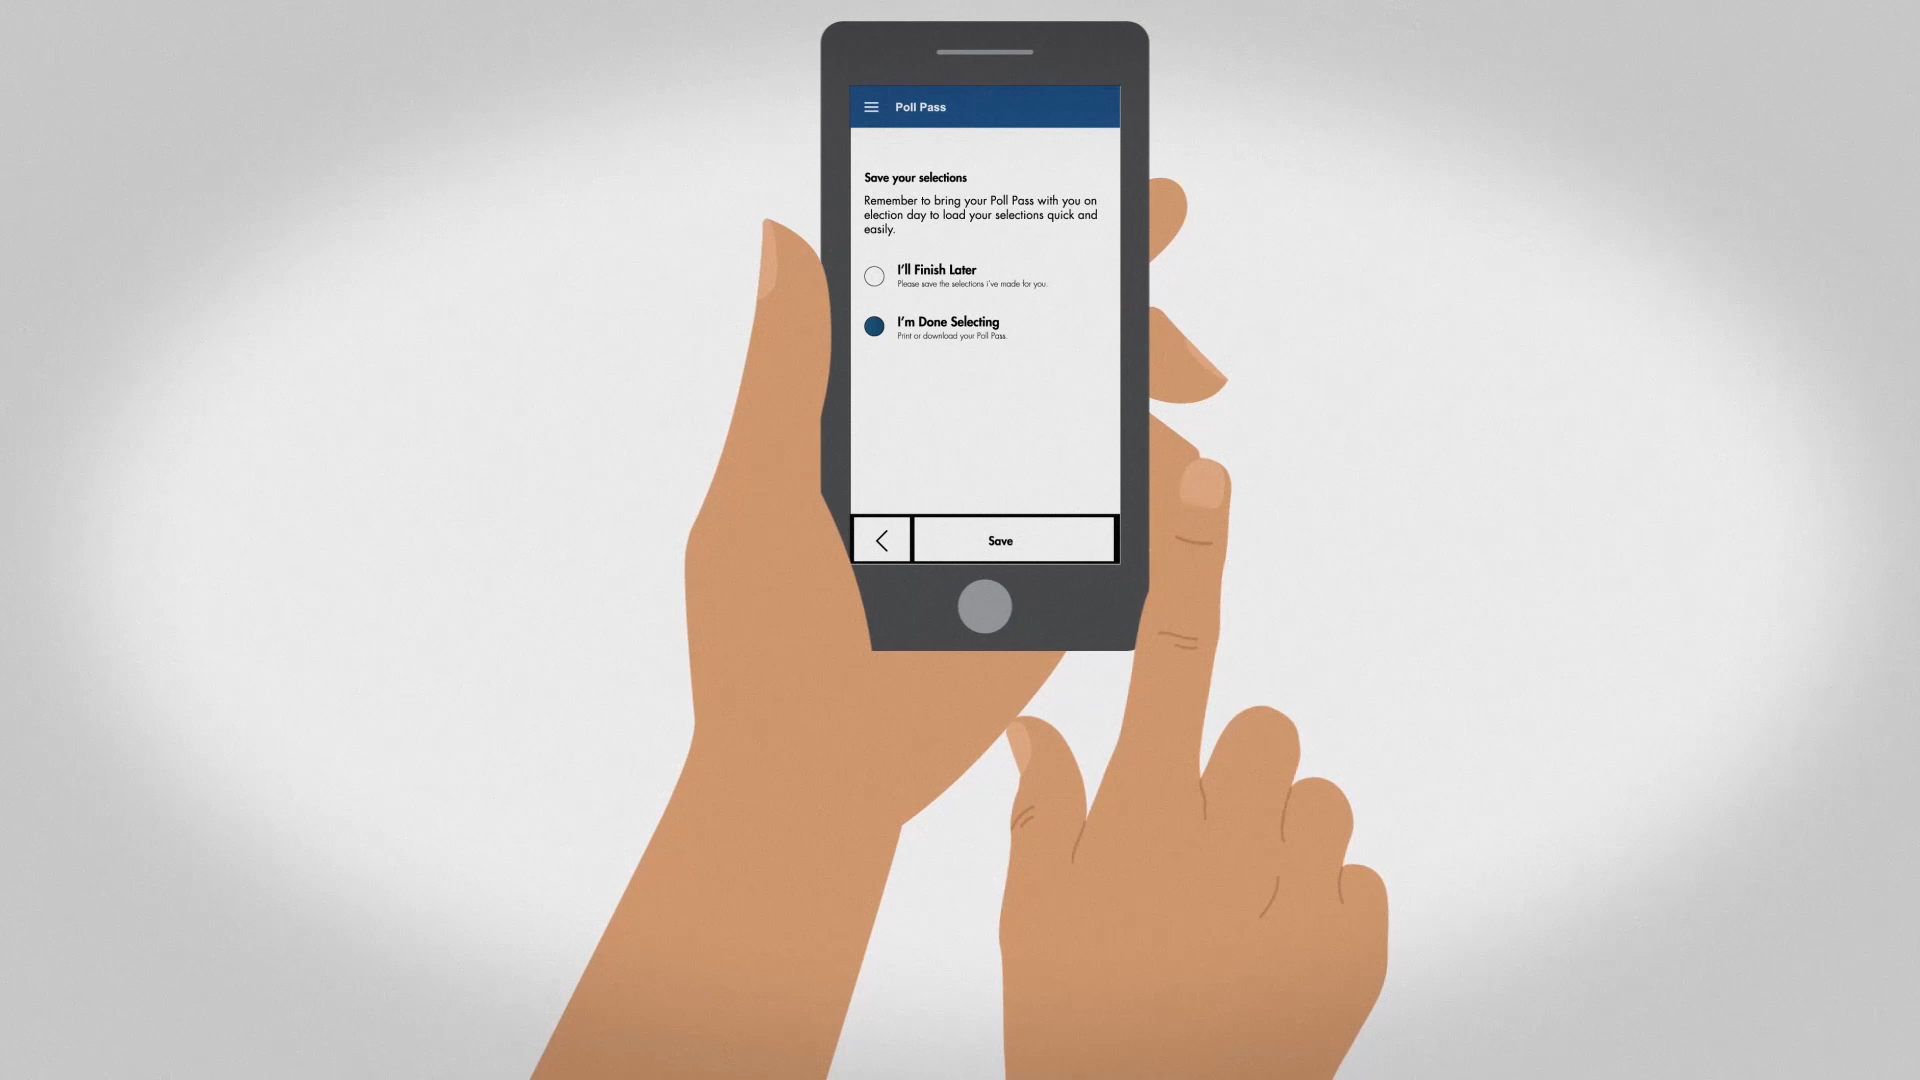 Poll Pass
Save your selections
Remember to bring your Poll Pass with you on
election day to load your selections quick and
easily.
I'll Finish Later
Please save the selections i've made for you.
I'm Done Selecting
Print or download your Poll Pass.
Save